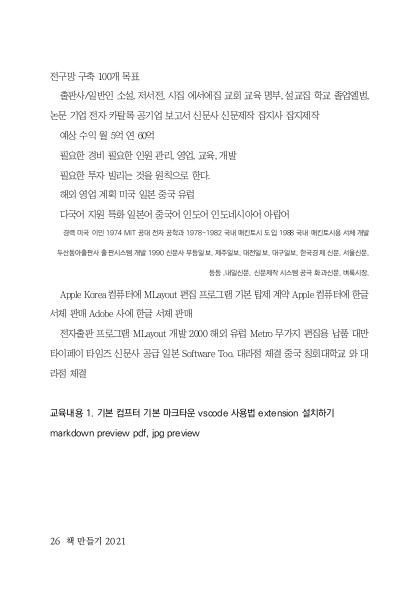 전구망 구축 100개 목표
출판사/일반인 소설, 저서전, 시집 에서에집 교회 교육 명부, 설교집 학교 졸업엘범,
논문 기업 전자 카탈록 공기업 보고서 신문사 신문제작 잡지사 잡지제작
예상 수익 월 5억 연 60억
필요한 경비 필요한 인원 관리, 영업, 교육, 개발
필요한 투자 빌리는 것을 원칙으로 한다.
해외 영업 계획 미국 일본 중국 유럽
다국어 지원 특화 일본어 중국어 인도어 인도네시아어 아랍어
경력 미국 이민 1974 MIT 공대 전자 공학과 1978-1982 국내 매킨토시 도입 1988 국내 매킨토시용 서체 개발
두산동아출판사 출판시스템 개발 1990 신문사 무등일보, 제주일보, 대전일보, 대구일보, 한국경제 신문, 서울신문,
등등 ,내일신문, 신문제작 시스템 공극 화과신문, 벼룩시장,
Apple Korea 컴퓨터에 MLayout 편집 프로그램 기본 탑제 계약 Apple 컴퓨터에 한글
서체 판매 Adobe 사에 한글 서체 판매
전자출판 프로그램 MLayout 개발 2000 해외 유럽 Metro 무가지 편집용 납품 대만
타이페이 타임즈 신문사 공급 일본 Software Too, 대라점 체결 중국 칭회대학교 와 대
라점 체결
교육내용 1, 기본 컴프터 기본 마크타운 vscode 사용법 extension 설치하기
markdown preview pdf, jpg preview
26 책 만들기 2021